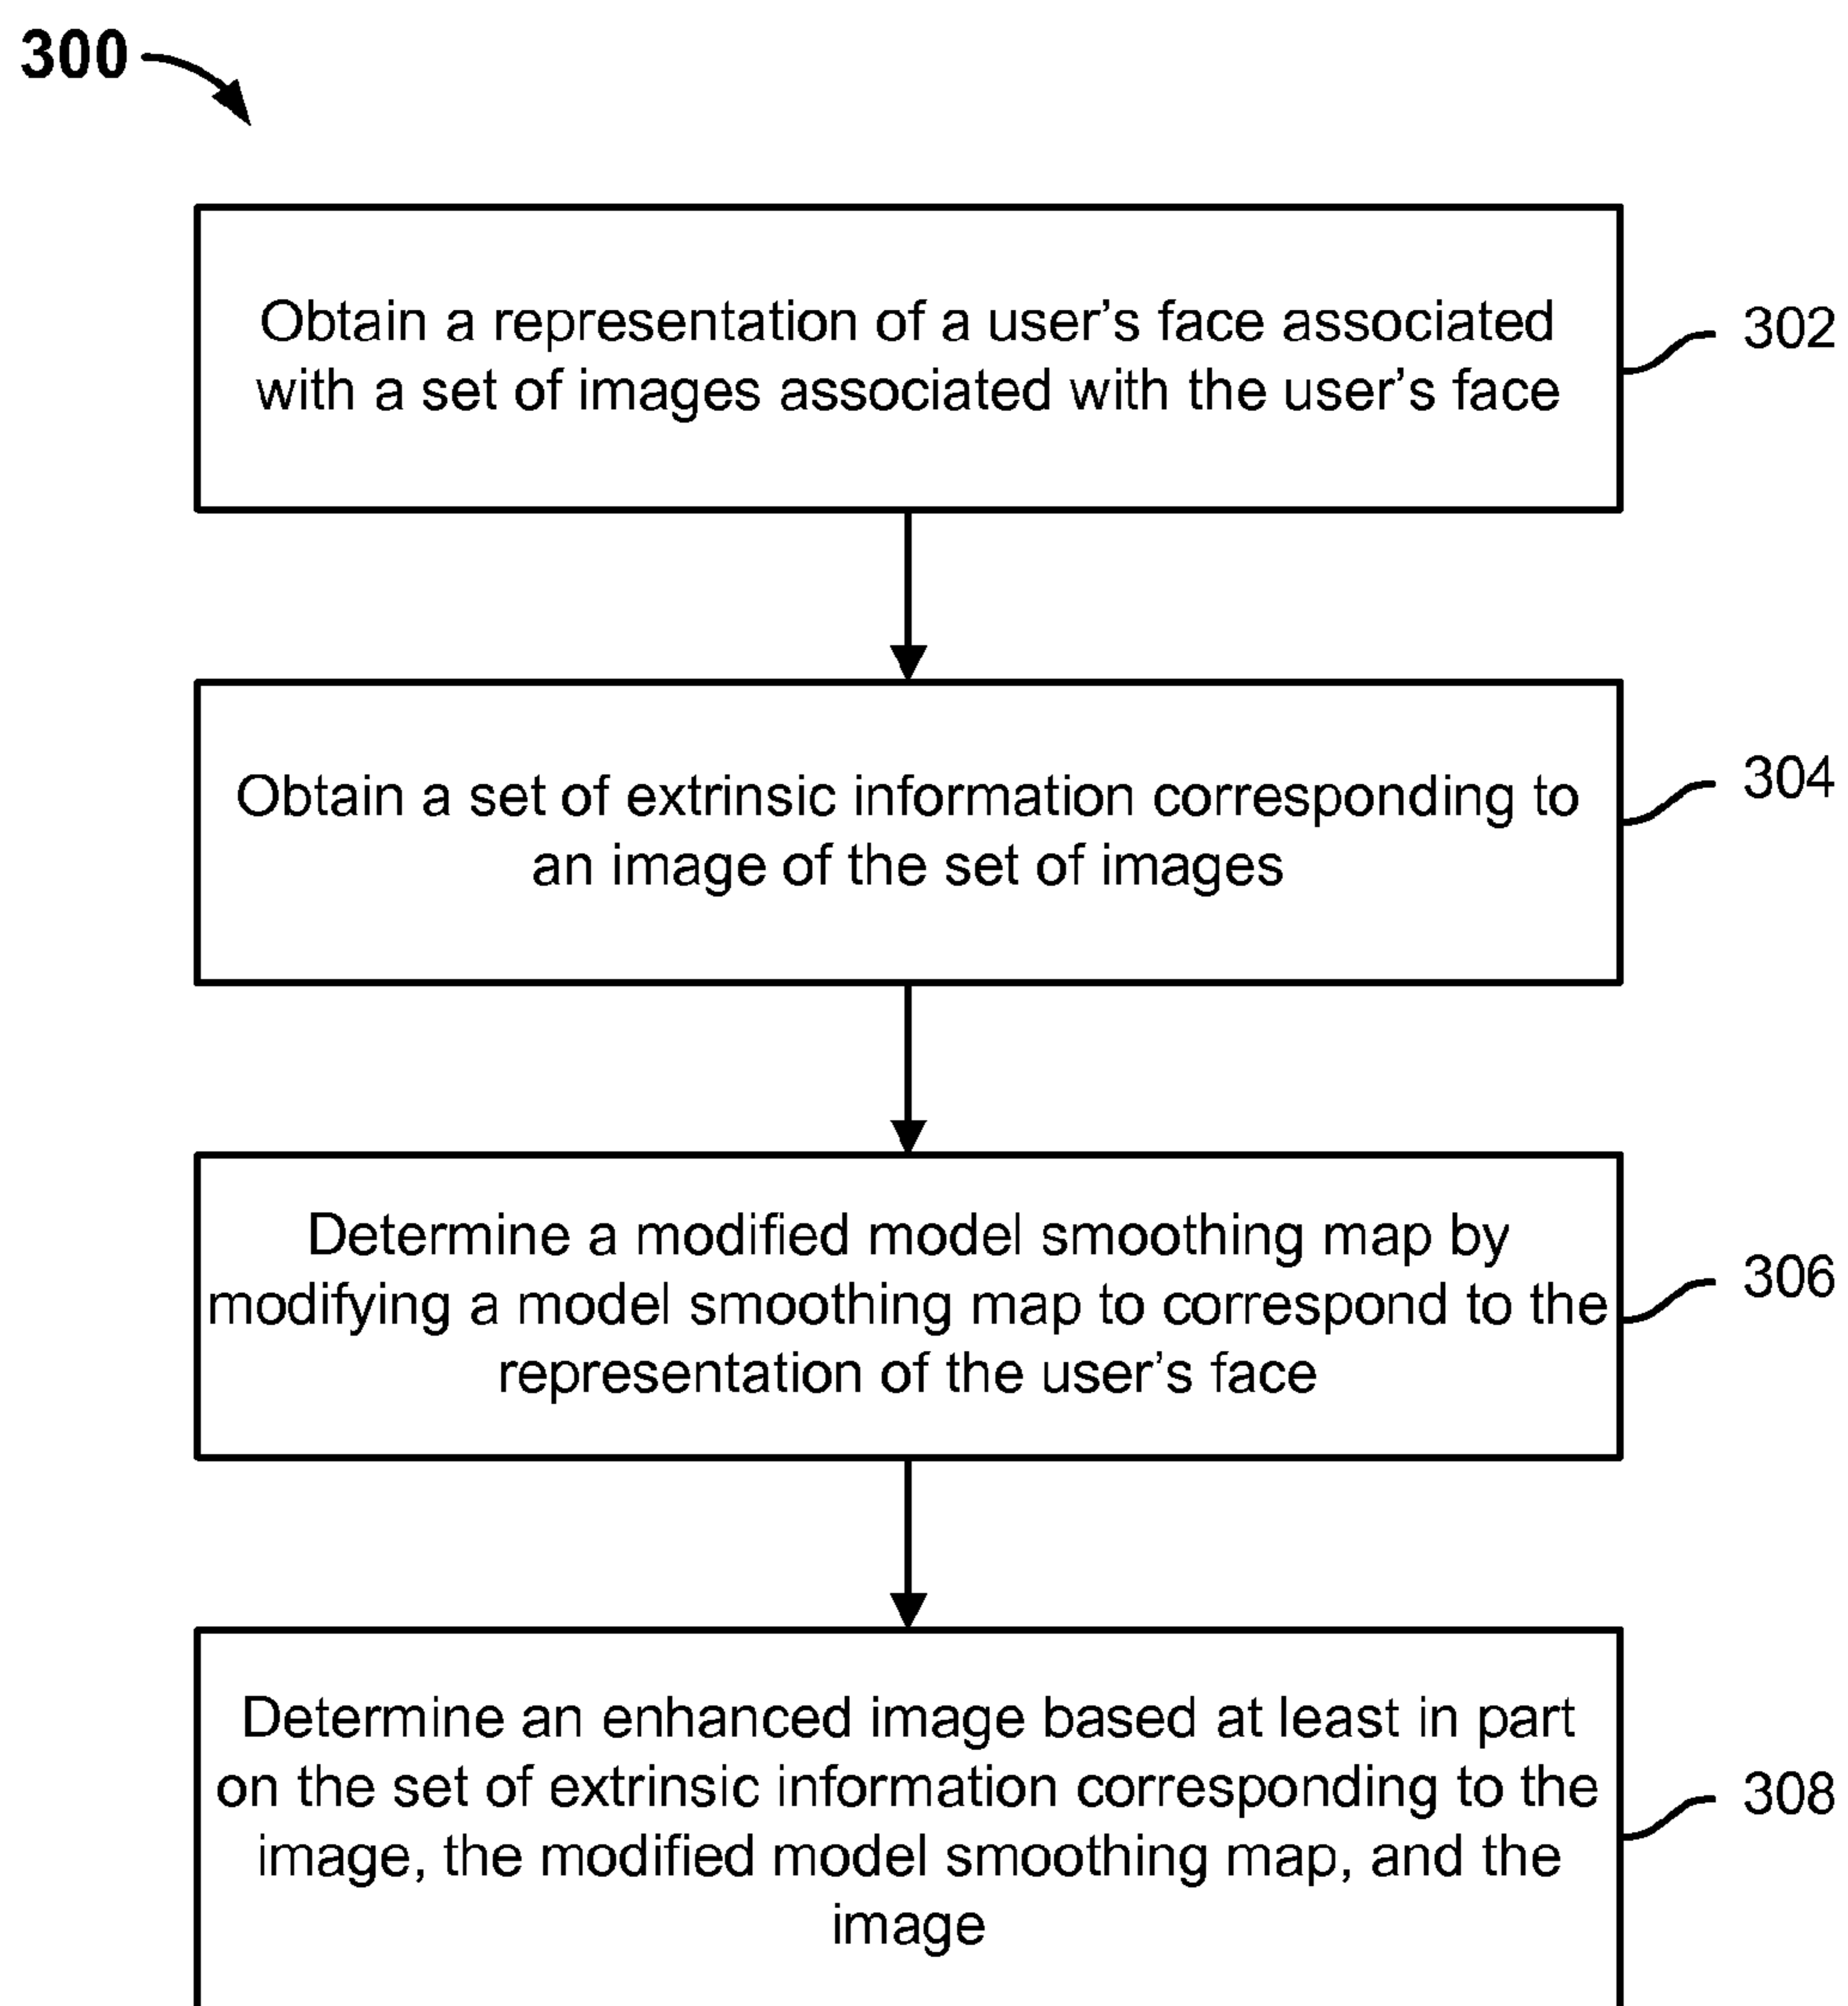 300
Obtain a representation of a user’s face associated
with a set of images associated with the user’s face
302
Obtain a set of extrinsic information corresponding to
an image of the set of images
304
Determine a modified model smoothing map by
modifying a model smoothing map to correspond to the
representation of the user’s face
306
Determine an enhanced image based at least in part
on the set of extrinsic information corresponding to the
image, the modified model smoothing map, and the
image
308